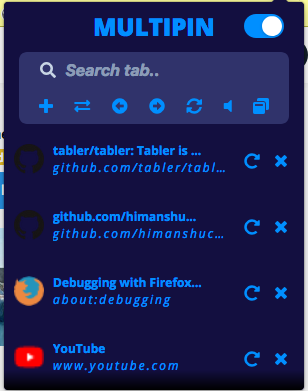 MULTIPIN
Search tab..
tabler/tabler: Tabler is ...
github.com/tabler/tabl...
github.com/himanshu...
github.com/himanshuc...
Debugging with Firefox...
about:debugging
YouTube
www.youtube.com